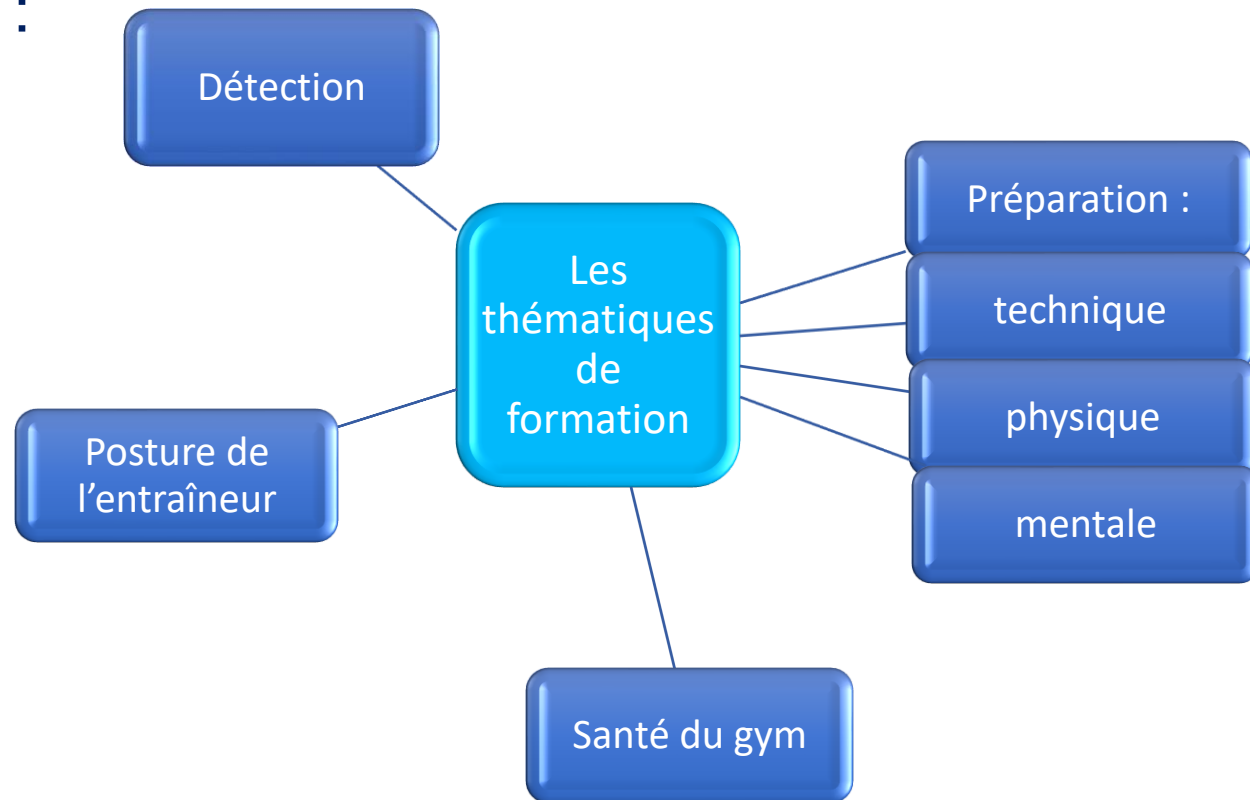 :
Détection
Préparation :
technique
physique
mentale
Les
thématiques
de
formation
Posture de
l’entraîneur
Santé du gym